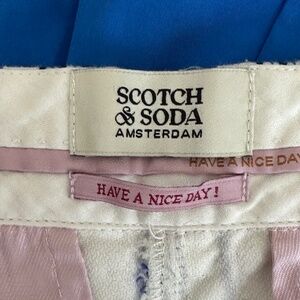 SCOTCH
& SODA
AMSTERDAM
HAVE A NICE DAY
HAVE A NICE DAY!